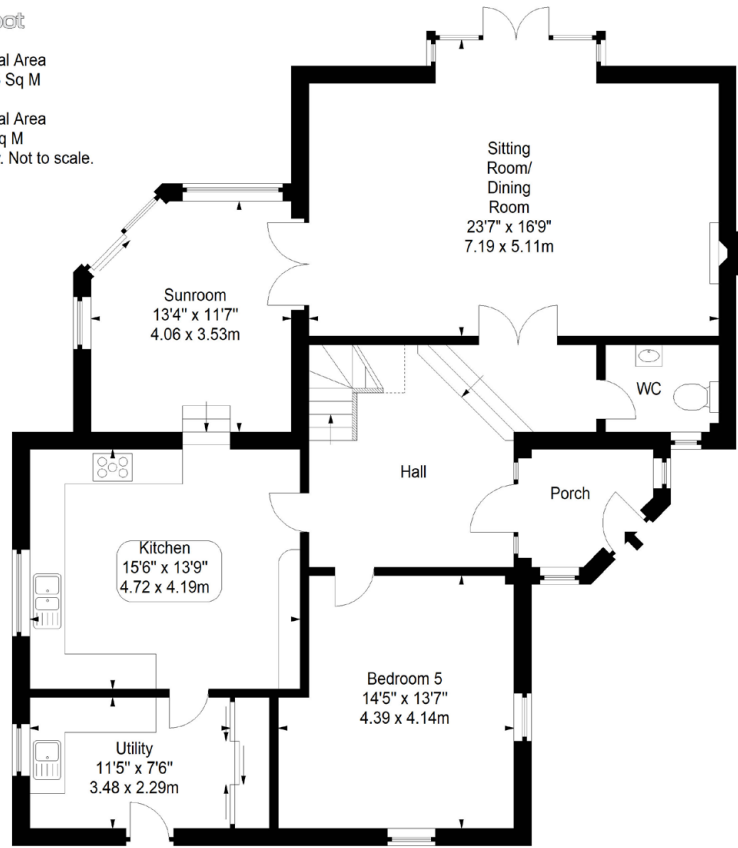 al Area
Sq M
al Area
q M
. Not to scale.
Sitting
Room/
Dining
Room
23'7" x 16'9"
7.19 x 5.11m
Sunroom
13'4" x 11'7"
4.06 x 3.53m
WC
Hall
Porch
Kitchen
15'6" x 13'9"
4.72 x 4.19m
Bedroom 5
14'5" x 13'7"
4.39 x 4.14m
Utility
11'5" x 7'6"
3.48 x 2.29m